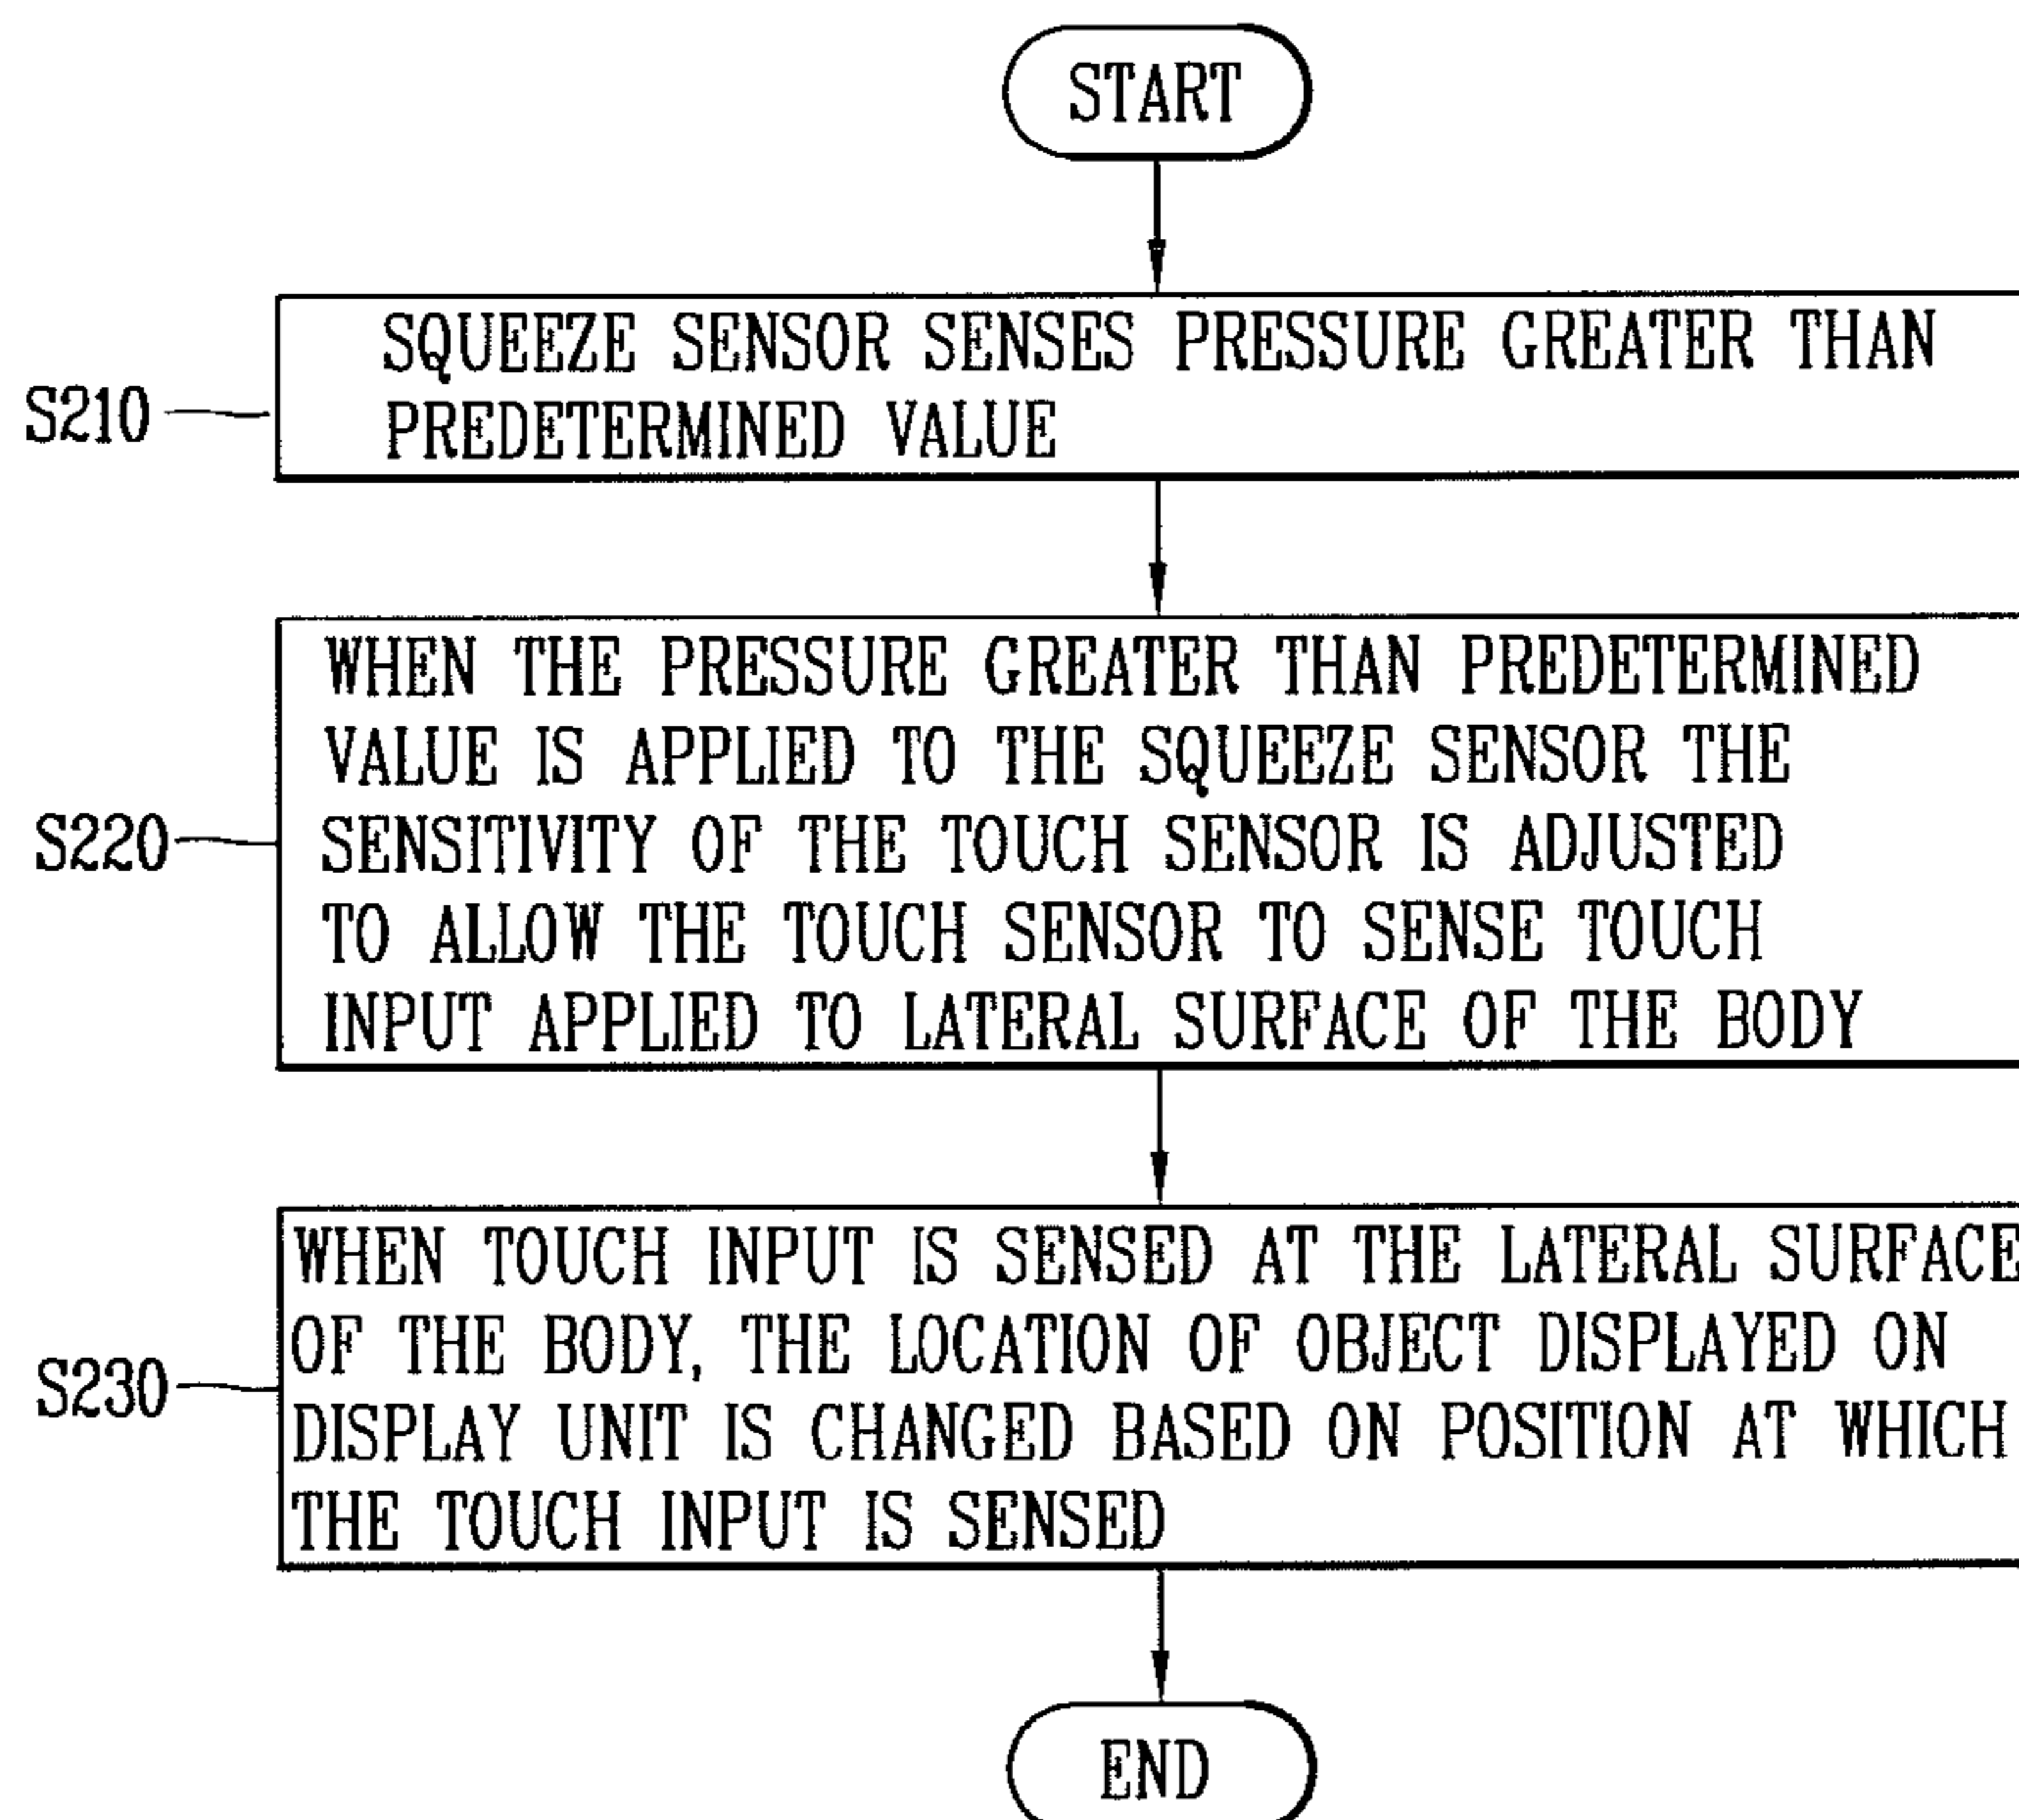 START
SQUEEZE SENSOR SENSES PRESSURE GREATER THAN
PREDETERMINED VALUE
S210
WHEN THE PRESSURE GREATER THAN PREDETERMINED
VALUE IS APPLIED TO THE SQUEEZE SENSOR THE
SENSITIVITY OF THE TOUCH SENSOR IS ADJUSTED
TO ALLOW THE TOUCH SENSOR TO SENSE TOUCH
INPUT APPLIED TO LATERAL SURFACE OF THE BODY
S220
WHEN TOUCH INPUT IS SENSED AT THE LATERAL SURFACE
OF THE BODY, THE LOCATION OF OBJECT DISPLAYED ON
DISPLAY UNIT IS CHANGED BASED ON POSITION AT WHICH
THE TOUCH INPUT IS SENSED
S230
END